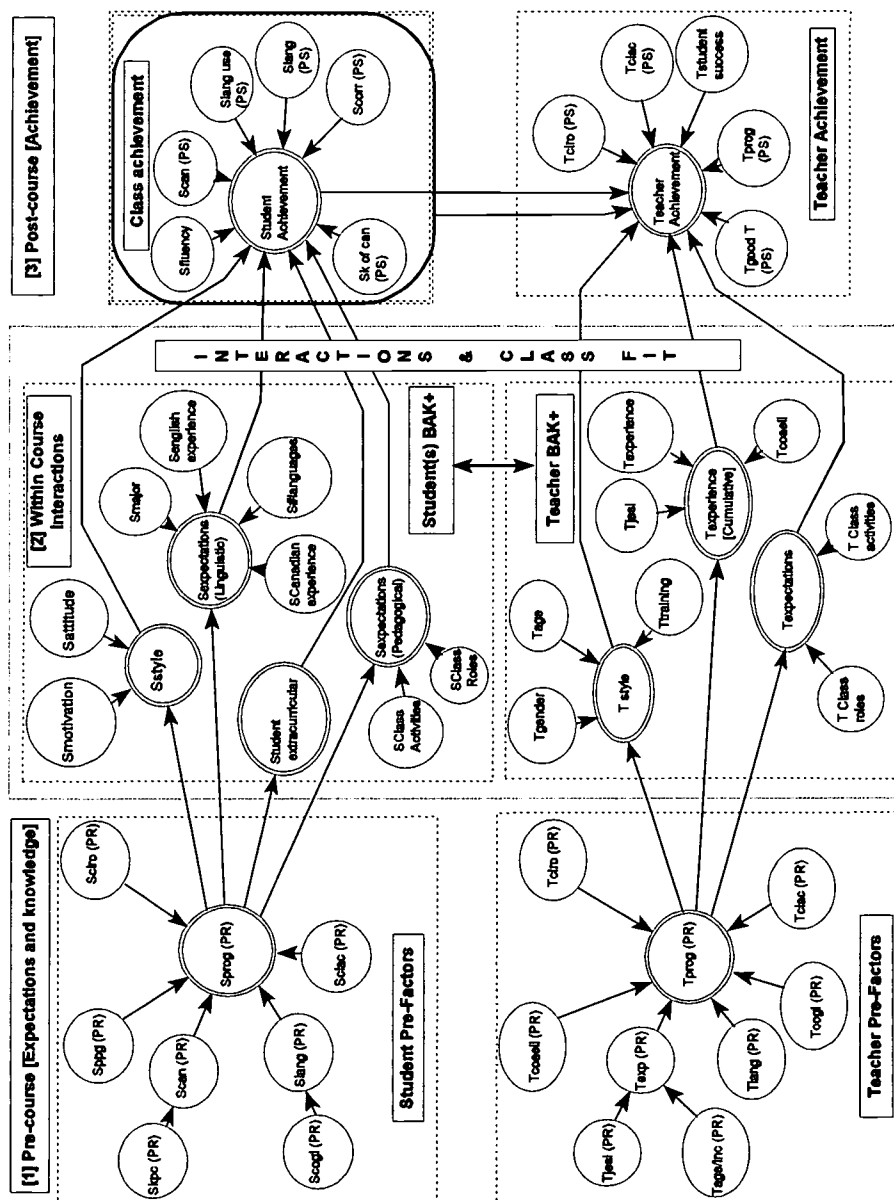 [1] Pre-course [Expectations and knowledge]
Sclro (PR)
Sppg (PR)
Scan (PR)
Skpc (PR)
Sprog (PR)
Slang (PR)
Scogl (PR)
Sclac (PR)
Student Pre-Factors
Tclro (PR)
Tcoesll (PR)
Texp (PR)
Tjesl (PR)
Tage/inc (PR)
Tprog (PR)
Tlang (PR)
Tcogl (PR)
Tclac (PR)
Teacher Pre-Factors
[2] Within Course
Interactions
Smotivation
Sattitude
Sstyle
Smajor
Senglish
experience
Sexpectations
(Linguistic)
S#languages
SCanadian
experience
Student
extracurricular
Sexpectations
(Pedagogical)
SClass
Activities
SClass
Roles
Student(s) BAK+
Teacher BAK+
Tgender
Tage
T style
Ttraining
Tjesl
Texperience
Texperience
[Cumulative]
Tcoesll
Texpectations
T Class
roles
T Class
activities
INTERACTIONS & CLASS FIT
[3] Post-course [Achievement]
Class achievement
Sfluency
Scan (PS)
Slang use
(PS)
Slang
(PS)
Scorr (PS)
Student
Achievement
Sk of can
(PS)
Tclro (PS)
Tclac
(PS)
Tstudent
success
Teacher
Achievement
Tprog
(PS)
Tgood T
(PS)
Teacher Achievement